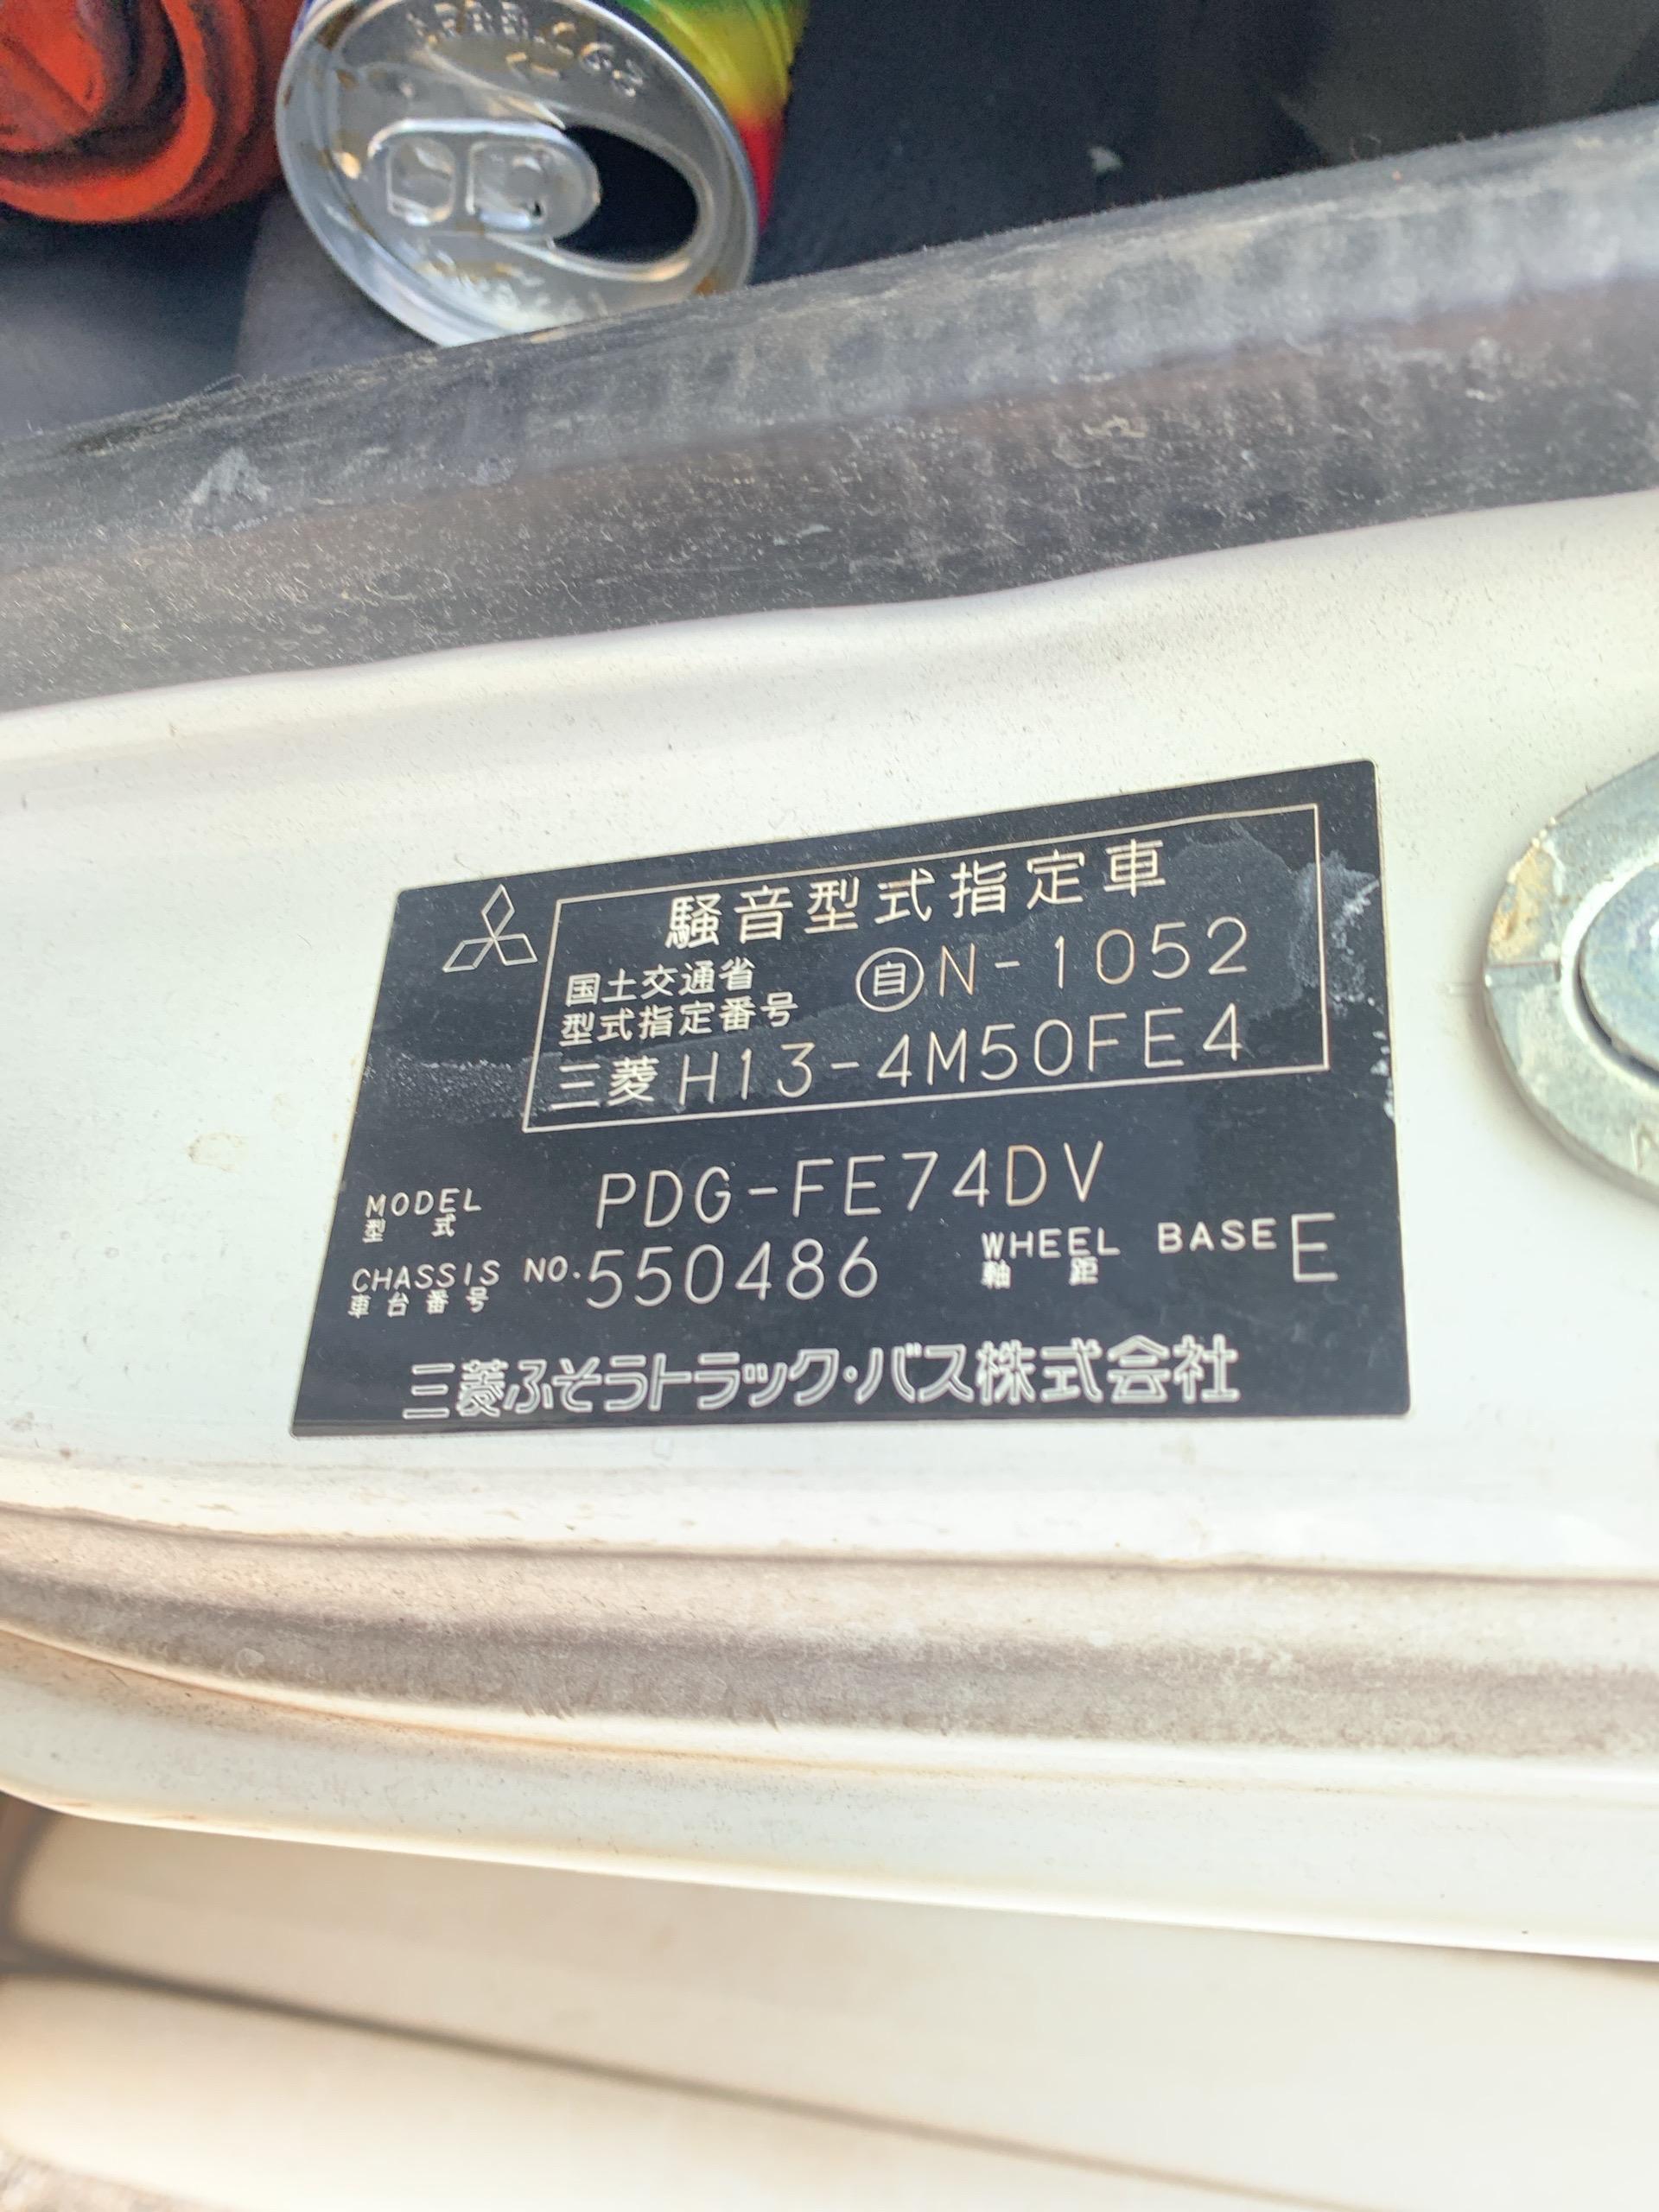 騒音型式指定車
国土交通省
型式指定番号
自 N-1052
三菱 H13-4M50FE4
MODEL PDG-FE74DV
型式
CHASSIS NO. 550486 WHEEL BASE E
車台番号 軸距
三菱ふそうトラック・バス株式会社